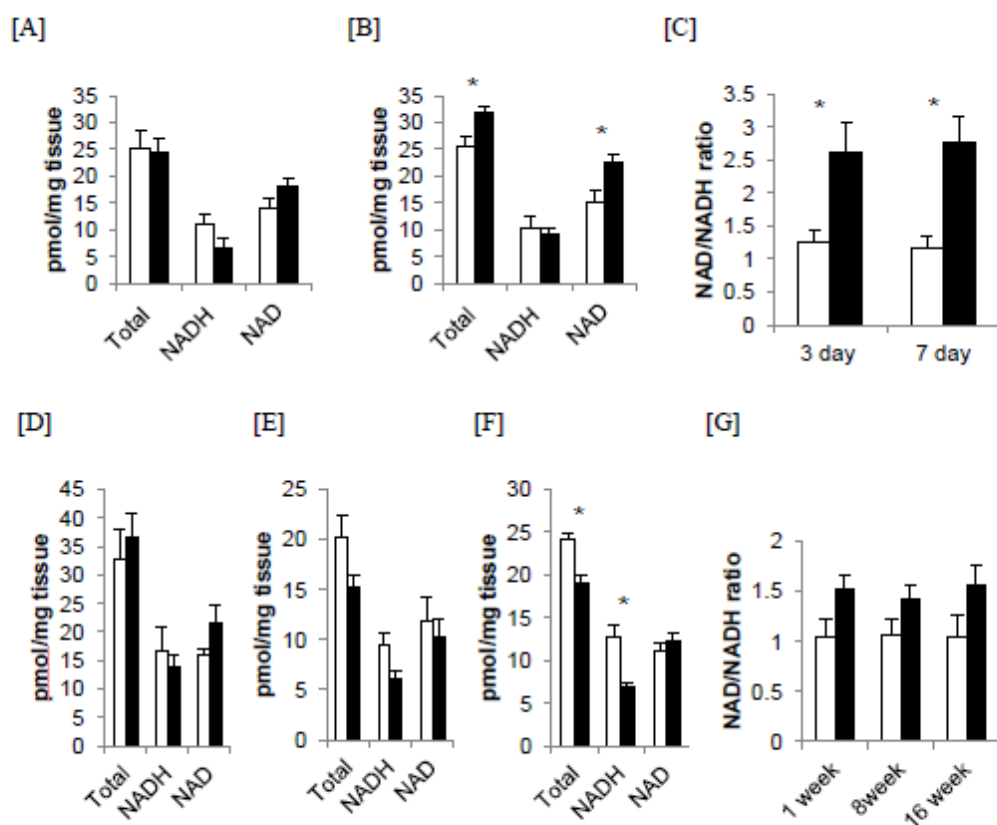 [A]
pmol/mg tissue
35
30
25
20
15
10
5
0
Total
NADH
NAD
[B]
pmol/mg tissue
35
30
25
20
15
10
5
0
*
*
Total
NADH
NAD
[C]
NAD/NADH ratio
3.5
3
2.5
2
1.5
1
0.5
0
*
*
3 day
7 day
[D]
pmol/mg tissue
45
40
35
30
25
20
15
10
5
0
Total
NADH
NAD
[E]
pmol/mg tissue
25
20
15
10
5
0
Total
NADH
NAD
[F]
pmol/mg tissue
30
25
20
15
10
5
0
*
*
Total
NADH
NAD
[G]
NAD/NADH ratio
2
1.5
1
0.5
0
1 week
8week
16 week